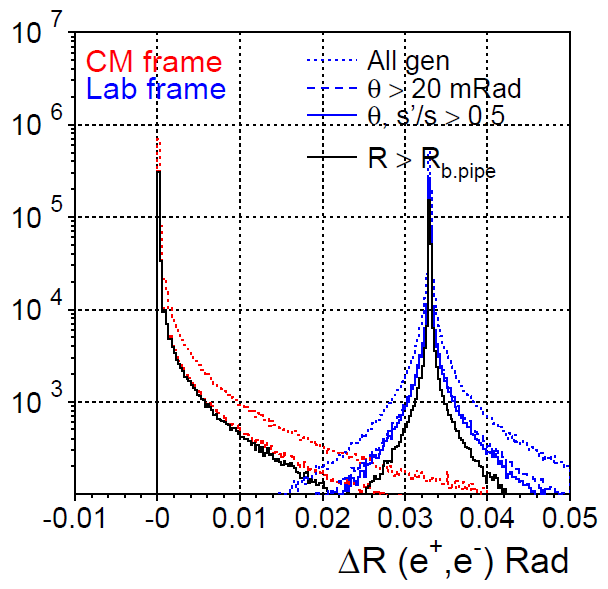 10^7
10^6
10^5
10^4
10^3
CM frame
Lab frame
All gen
θ > 20 mRad
θ, s'/s > 0.5
R > R_b.pipe
-0.01 -0 0.01 0.02 0.03 0.04 0.05
ΔR (e^+,e^-) Rad